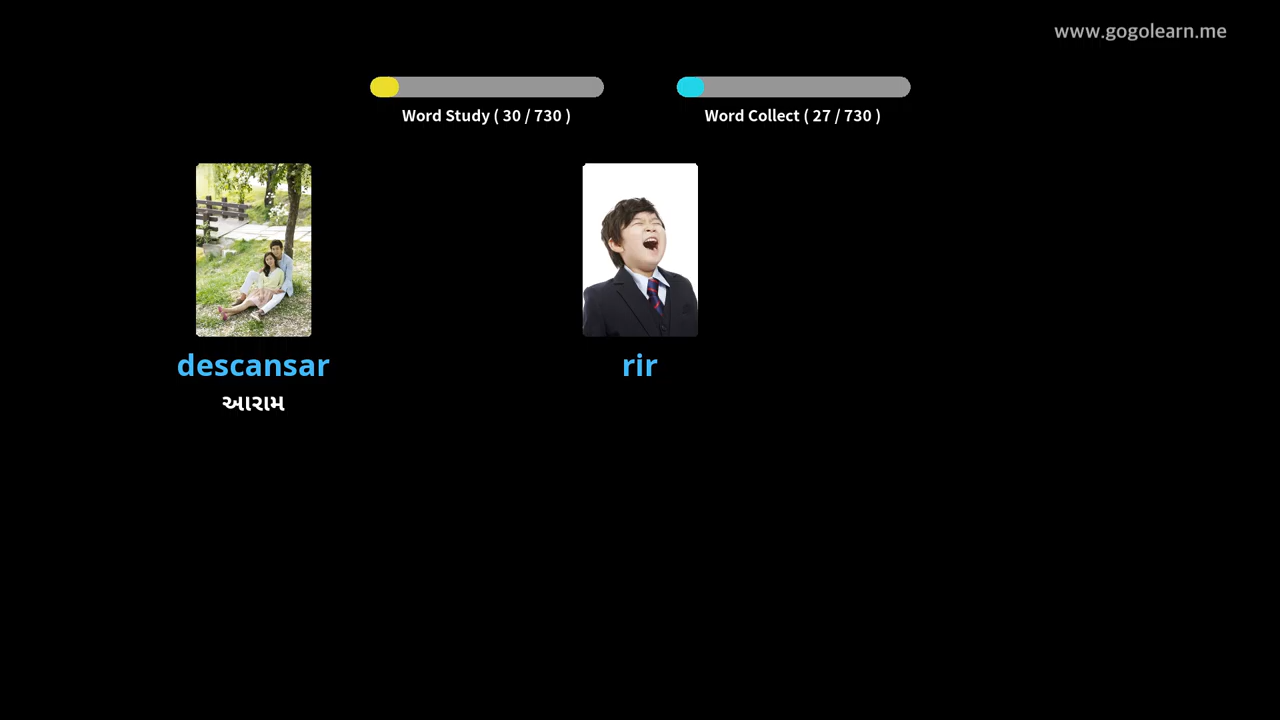 www.gogolearn.me
Word Study ( 30 / 730 )
Word Collect ( 27 / 730 )
descansar
rir
આરામ